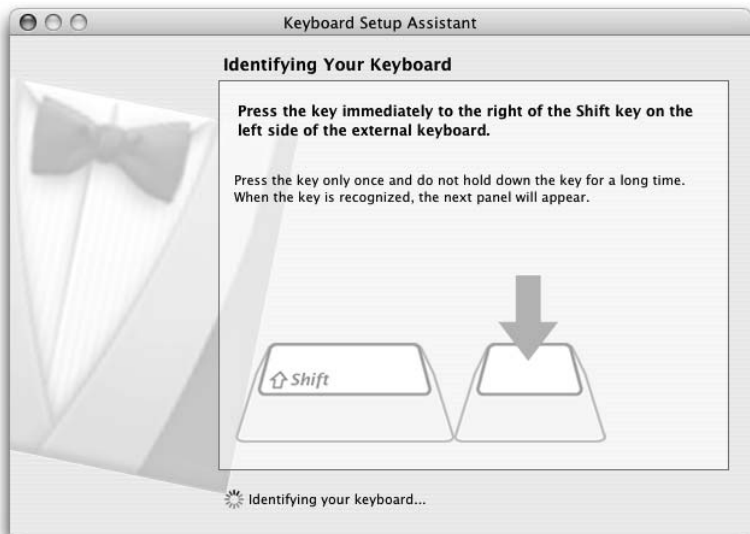 Keyboard Setup Assistant
Identifying Your Keyboard
Press the key immediately to the right of the Shift key on the
left side of the external keyboard.
Press the key only once and do not hold down the key for a long time.
When the key is recognized, the next panel will appear.
Shift
Identifying your keyboard...